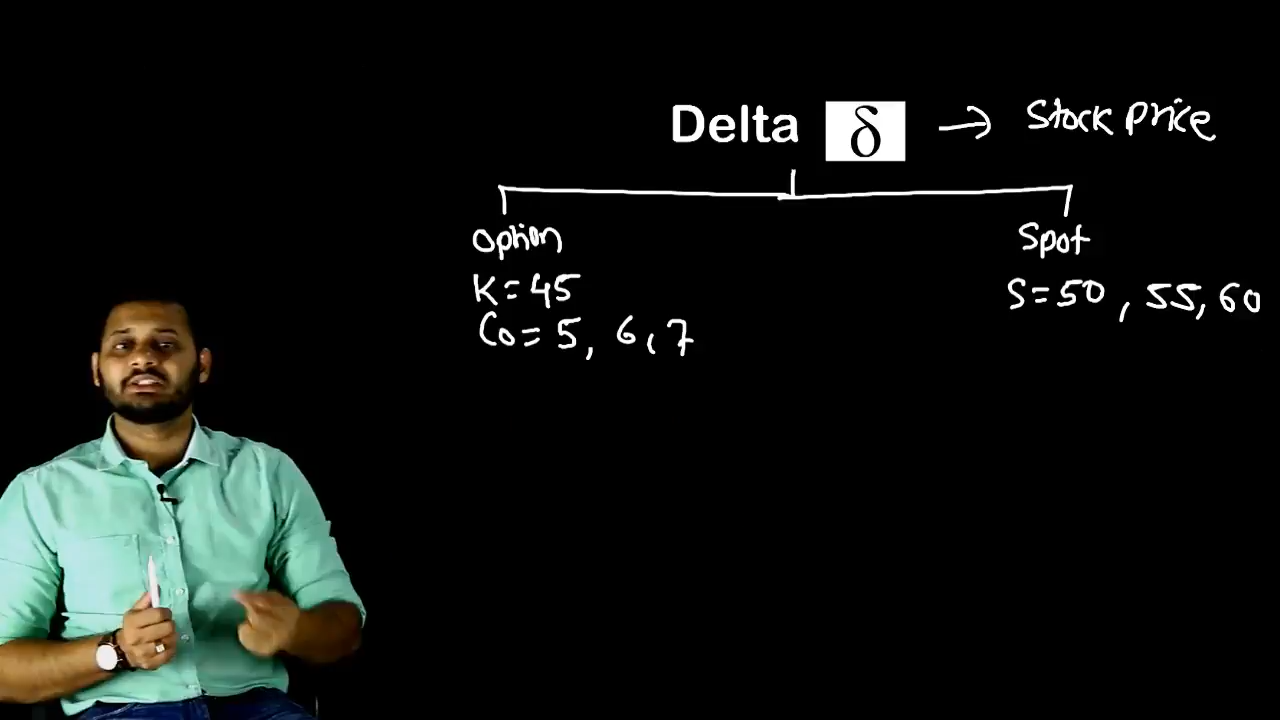 Delta δ → Stock Price
Option
K = 45
Co = 5, 6, 7
Spot
S = 50, 55, 60